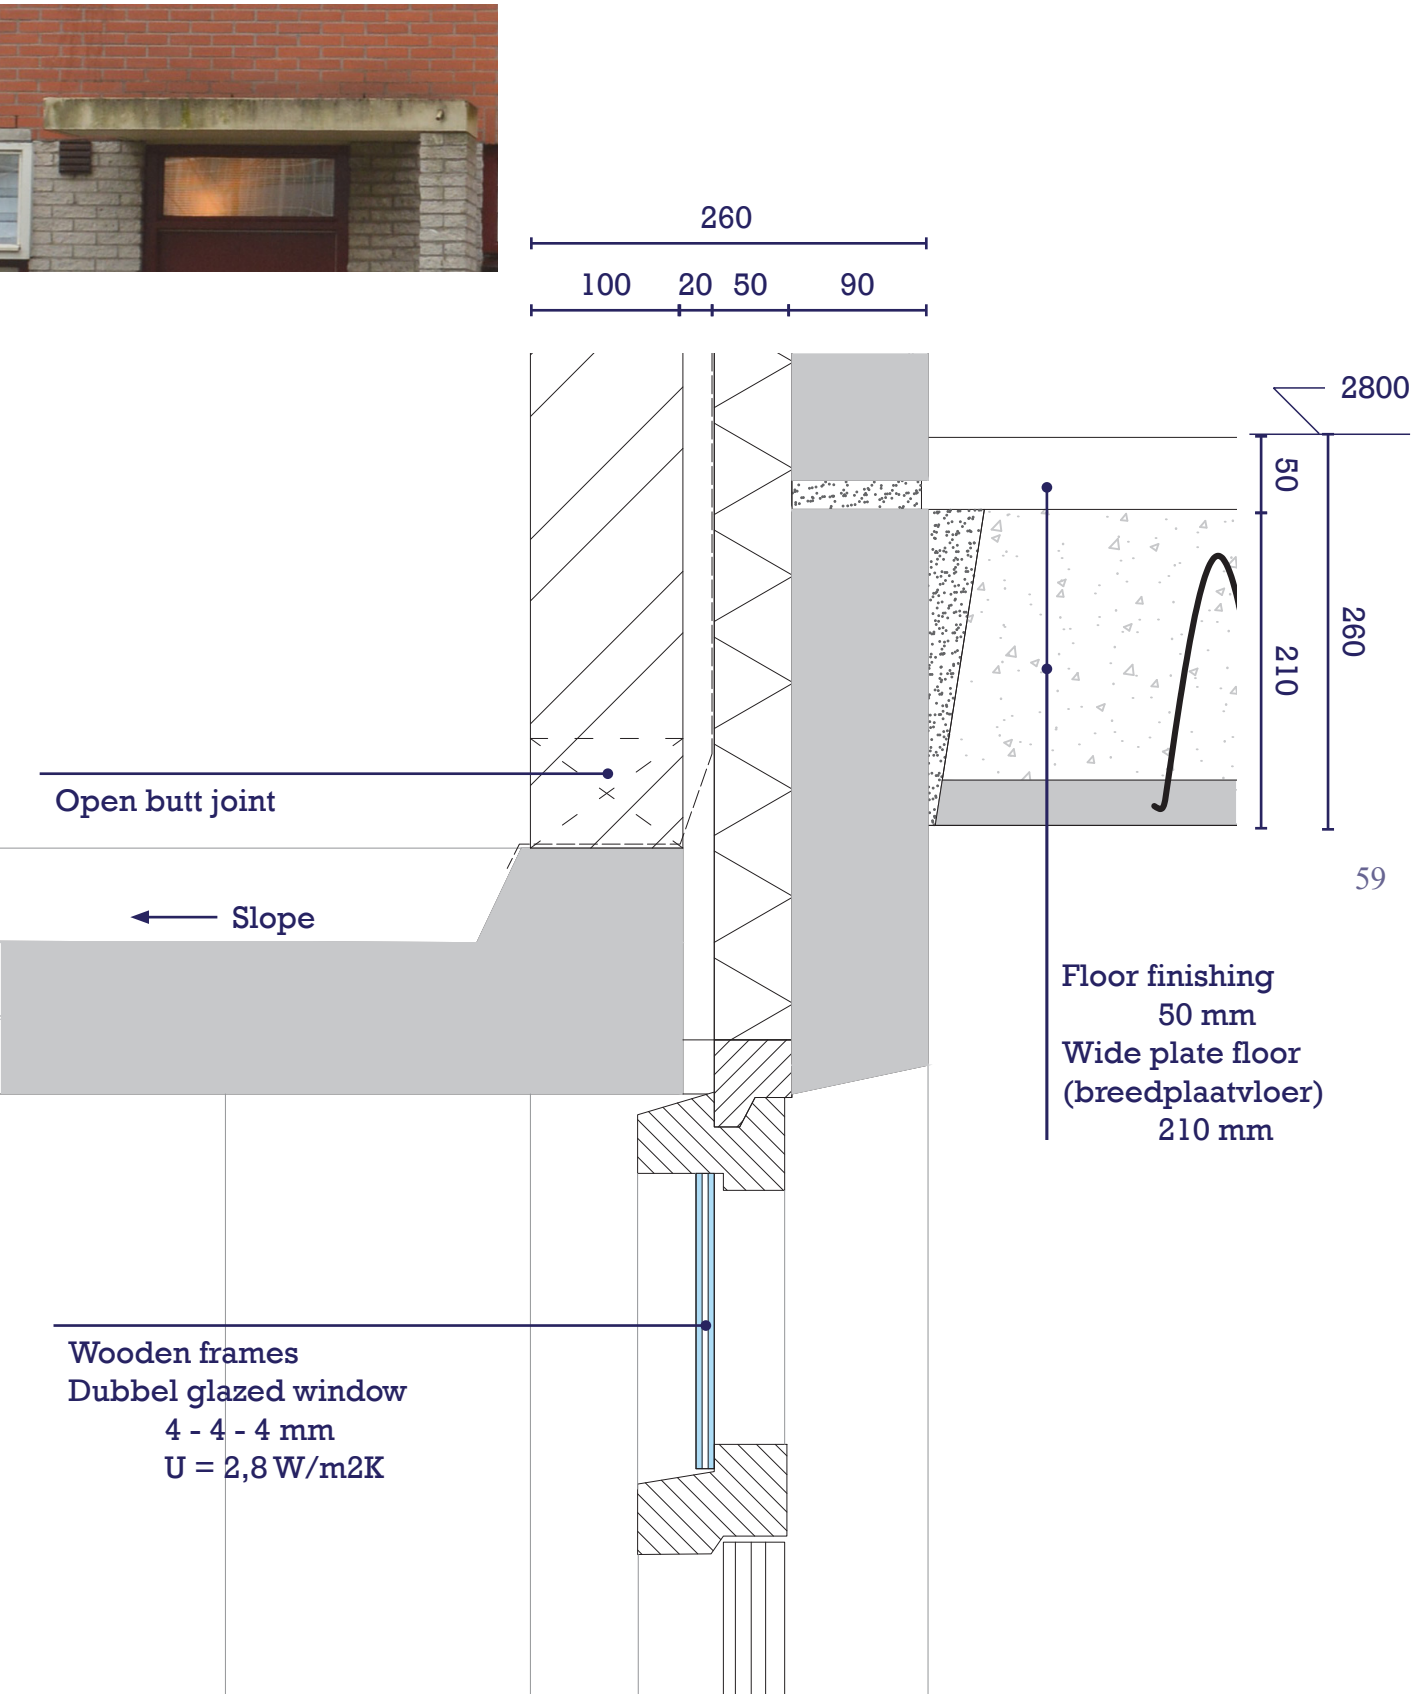 260
100 20 50 90
2800
50
260
210
Open butt joint
59
Slope
Floor finishing
50 mm
Wide plate floor
(breedplaatvloer)
210 mm
Wooden frames
Dubbel glazed window
4 - 4 - 4 mm
U = 2,8 W/m2K